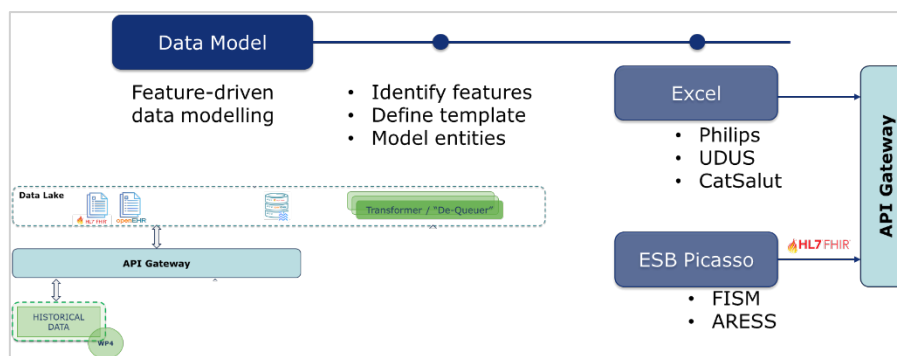 Data Model
Feature-driven
data modelling
• Identify features
• Define template
• Model entities
Excel
• Philips
• UDUS
• CatSalut
API Gateway
ESB Picasso
HL7 FHIR
• FISM
• ARESS
Data Lake
HL7 FHIR
openEHR
Transformer / "De-Queuer"
API Gateway
HISTORICAL
DATA
WP4